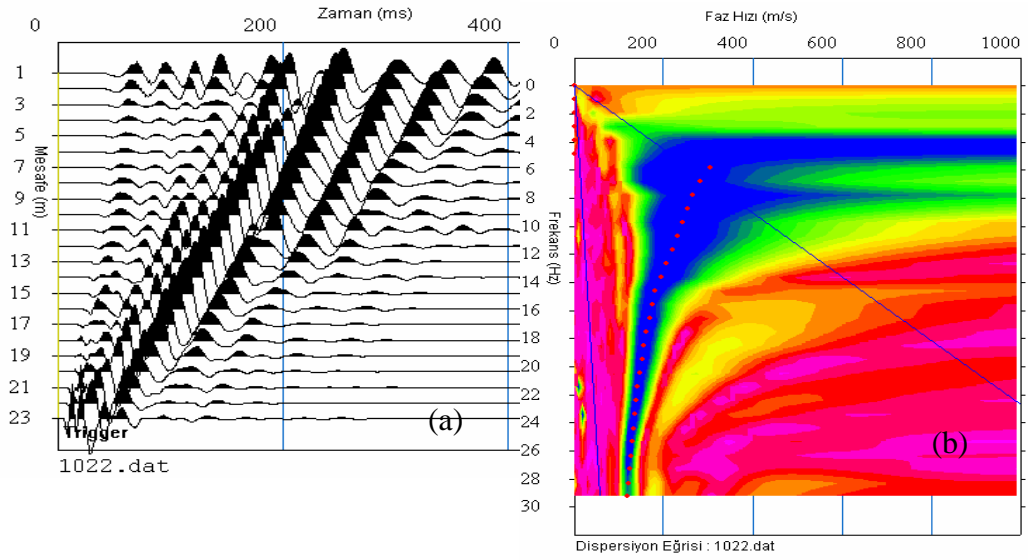 Zaman (ms)
0 200 400
Mesafe (m)
1
3
5
7
9
11
13
15
17
19
21
23
Trigger
1022.dat
(a)
Faz Hızı (m/s)
0 200 400 600 800 1000
Frekans (Hz)
0
2
4
6
8
10
12
14
16
18
20
22
24
26
28
30
(b)
Dispersiyon Eğrisi : 1022.dat